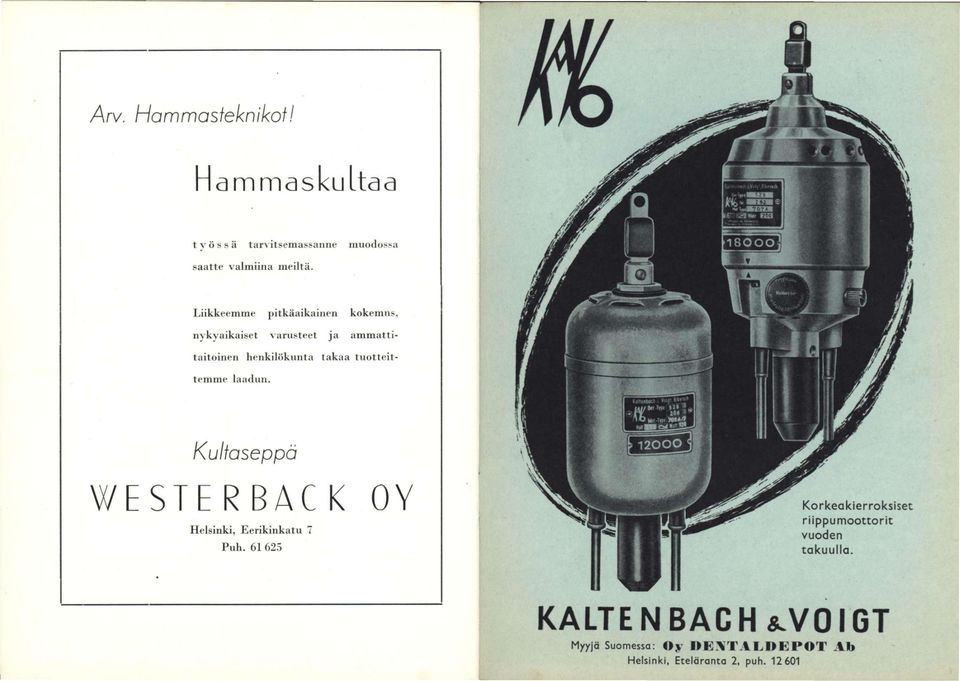 Arv. Hammasteknikot!
Hammaskultaa
työssä tarvitsemassanne muodossa
saatte valmiina meiltä.
Liikkeemme pitkäaikainen kokemus,
nykyaikaiset varusteet ja ammatti-
taitoinen henkilökunta takaa tuotteit-
temme laadun.
Kultaseppä
WESTERBACK OY
Helsinki, Eerikinkatu 7
Puh. 61 625
KAVO
18000
12000
Korkeakierroksiset
riippumoottorit
vuoden
takuulla.
KALTENBACH & VOIGT
Myyjä Suomessa: Oy DENTALDEPOT Ab
Helsinki, Eteläranta 2, puh. 12 601